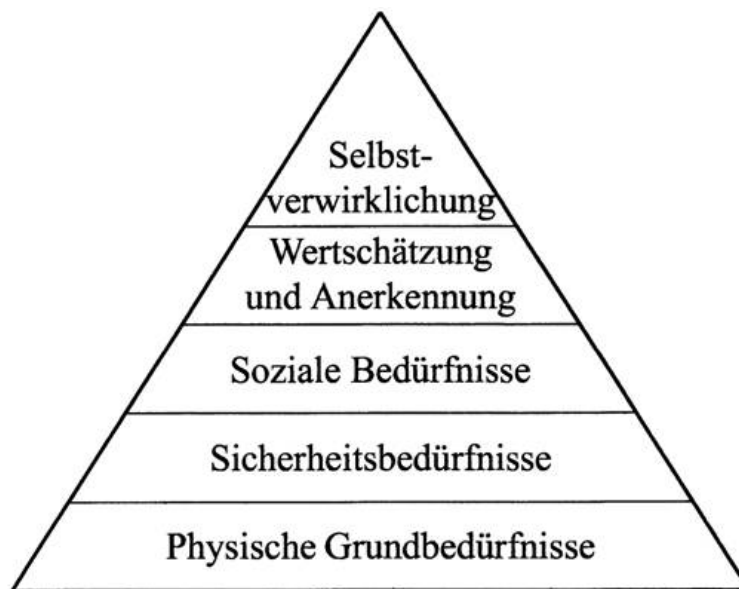 Selbst-
verwirklichung
Wertschätzung
und Anerkennung
Soziale Bedürfnisse
Sicherheitsbedürfnisse
Physische Grundbedürfnisse